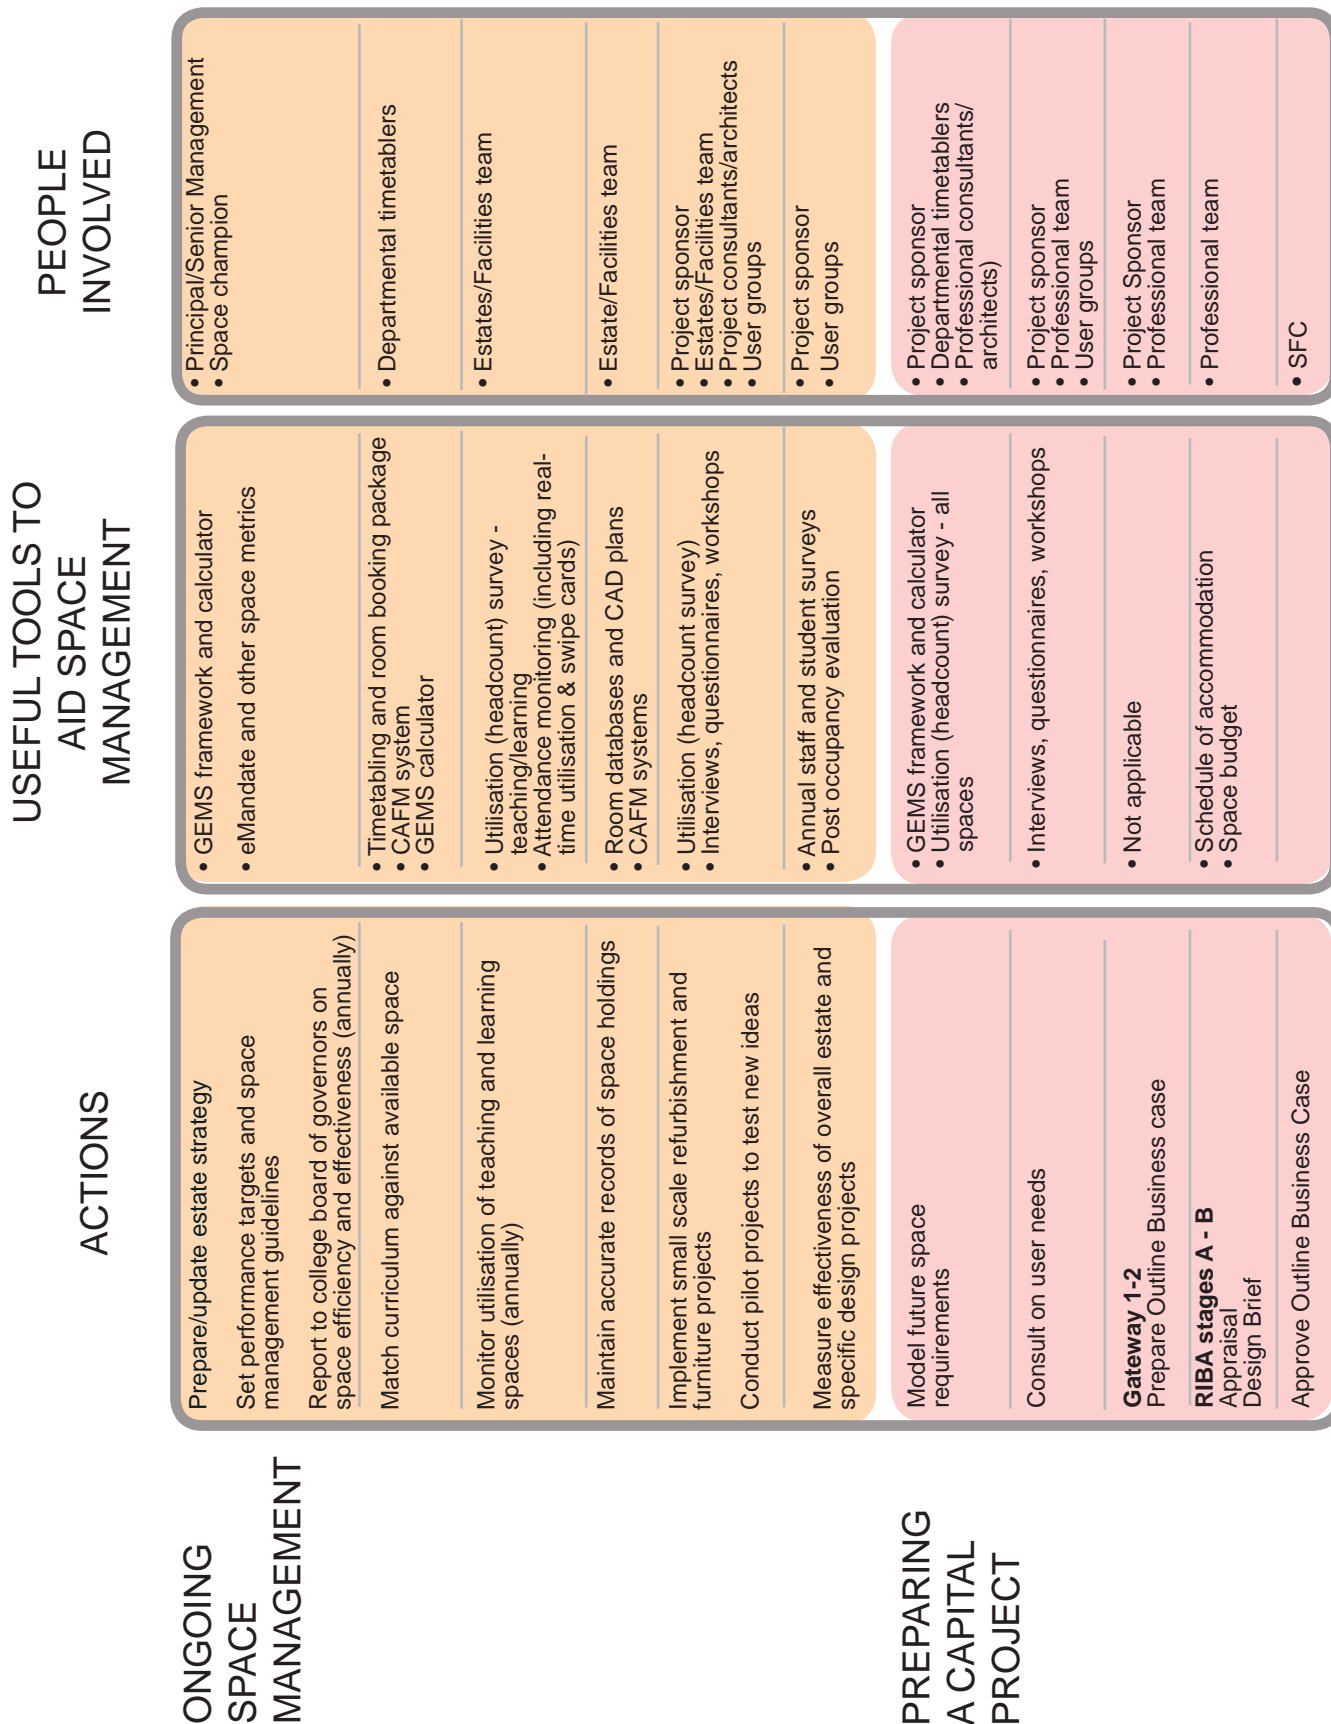 ACTIONS
USEFUL TOOLS TO
AID SPACE
MANAGEMENT
PEOPLE
INVOLVED
ONGOING
SPACE
MANAGEMENT
Prepare/update estate strategy
Set performance targets and space
management guidelines
Report to college board of governors on
space efficiency and effectiveness (annually)
• GEMS framework and calculator
• eMandate and other space metrics
• Principal/Senior Management
• Space champion
Match curriculum against available space
• Timetabling and room booking package
• CAFM system
• GEMS calculator
• Departmental timetablers
Monitor utilisation of teaching and learning
spaces (annually)
• Utilisation (headcount) survey -
teaching/learning
• Attendance monitoring (including real-
time utilisation & swipe cards)
• Estates/Facilities team
Maintain accurate records of space holdings
• Room databases and CAD plans
• CAFM systems
• Estate/Facilities team
Implement small scale refurbishment and
furniture projects
Conduct pilot projects to test new ideas
• Utilisation (headcount survey)
• Interviews, questionnaires, workshops
• Project sponsor
• Estates/Facilities team
• Project consultants/architects
• User groups
Measure effectiveness of overall estate and
specific design projects
• Annual staff and student surveys
• Post occupancy evaluation
• Project sponsor
• User groups
PREPARING
A CAPITAL
PROJECT
Model future space
requirements
• GEMS framework and calculator
• Utilisation (headcount) survey - all
spaces
• Project sponsor
• Departmental timetablers
• Professional consultants/
architects)
Consult on user needs
• Interviews, questionnaires, workshops
• Project sponsor
• Professional team
• User groups
Gateway 1-2
Prepare Outline Business case
• Not applicable
• Project Sponsor
• Professional team
RIBA stages A - B
Appraisal
Design Brief
• Schedule of accommodation
• Space budget
• Professional team
Approve Outline Business Case
• SFC